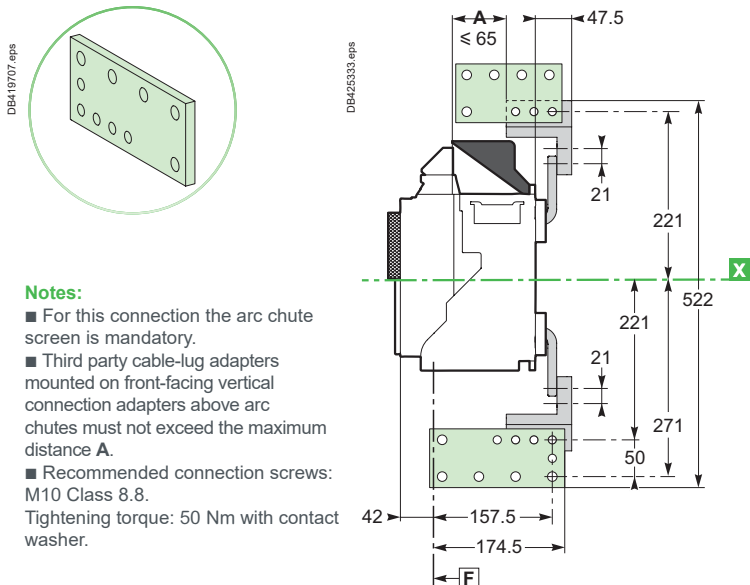 DB419707.eps
DB425333.eps
A
47.5
≤ 65
21
221
X
522
221
21
271
50
42
157.5
174.5
F
Notes:
■ For this connection the arc chute
screen is mandatory.
■ Third party cable-lug adapters
mounted on front-facing vertical
connection adapters above arc
chutes must not exceed the maximum
distance A.
■ Recommended connection screws:
M10 Class 8.8.
Tightening torque: 50 Nm with contact
washer.